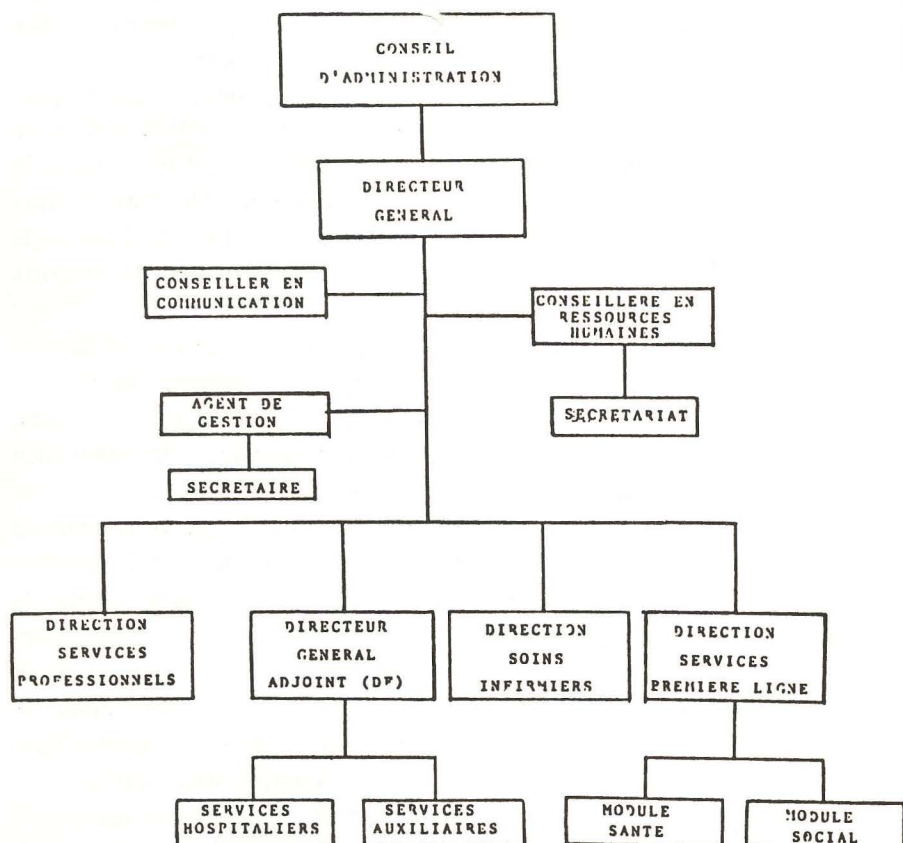 CONSEIL
D'ADMINISTRATION
DIRECTEUR
GENERAL
CONSEILLER EN
COMMUNICATION
CONSEILLERE EN
RESSOURCES
HUMAINES
AGENT DE
GESTION
SECRETARIAT
SECRETAIRE
DIRECTION
SERVICES
PROFESSIONNELS
DIRECTEUR
GENERAL
ADJOINT (DF)
DIRECTION
SOINS
INFIRMIERS
DIRECTION
SERVICES
PREMIERE LIGNE
SERVICES
HOSPITALIERS
SERVICES
AUXILIAIRES
MODULE
SANTE
MODULE
SOCIAL